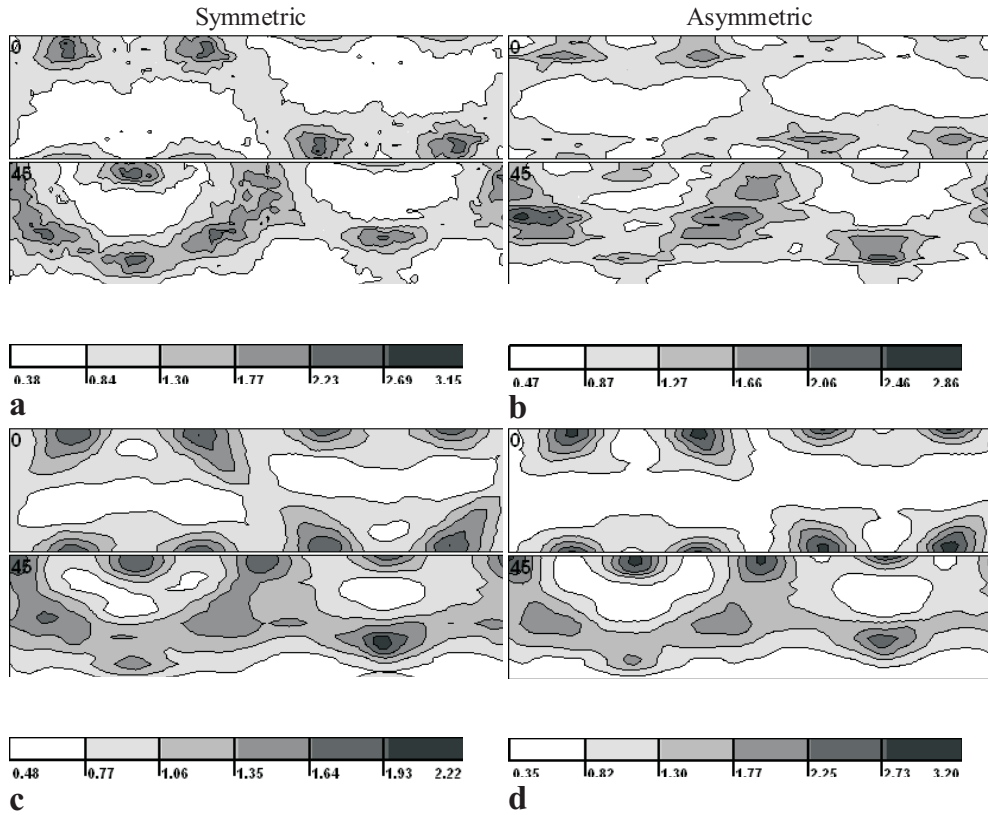 Symmetric Asymmetric
0 0
45 45
0.38 0.84 1.30 1.77 2.23 2.69 3.15
0.47 0.87 1.27 1.66 2.06 2.46 2.86
a b
0 0
45 45
0.48 0.77 1.06 1.35 1.64 1.93 2.22
0.35 0.82 1.30 1.77 2.25 2.73 3.20
c d